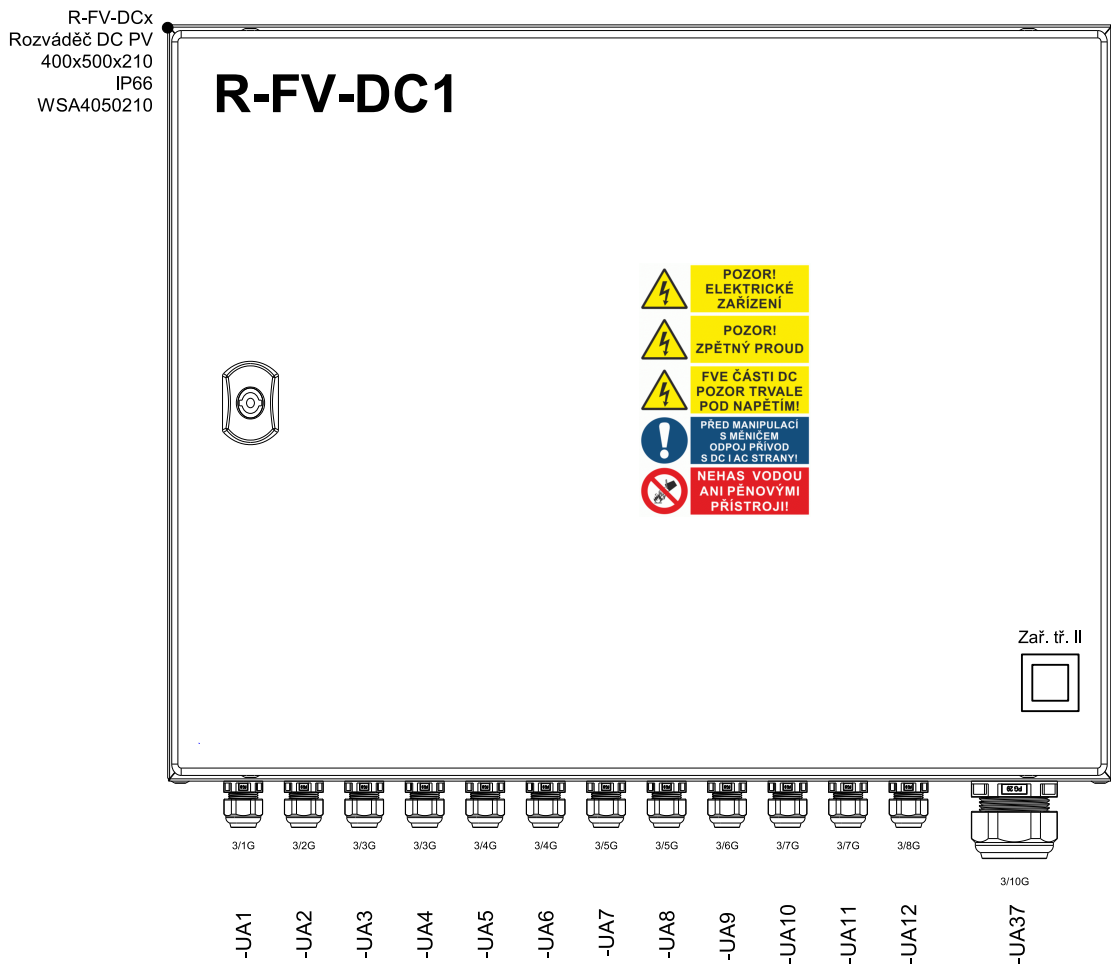 R-FV-DCx
Rozváděč DC PV
400x500x210
IP66
WSA4050210
R-FV-DC1
POZOR!
ELEKTRICKÉ
ZAŘÍZENÍ
POZOR!
ZPĚTNÝ PROUD
FVE ČÁSTI DC
POZOR TRVALE
POD NAPĚTÍM!
PŘED MANIPULACÍ
S MĚNIČEM
ODPOJ PŘÍVOD
S DC I AC STRANY!
NEHAS VODOU
ANI PĚNOVÝMI
PŘÍSTROJI!
Zař. tř. II
3/1G 3/2G 3/3G 3/3G 3/4G 3/4G 3/5G 3/5G 3/6G 3/7G 3/7G 3/8G
3/10G
-UA1 -UA2 -UA3 -UA4 -UA5 -UA6 -UA7 -UA8 -UA9 -UA10 -UA11 -UA12 -UA37